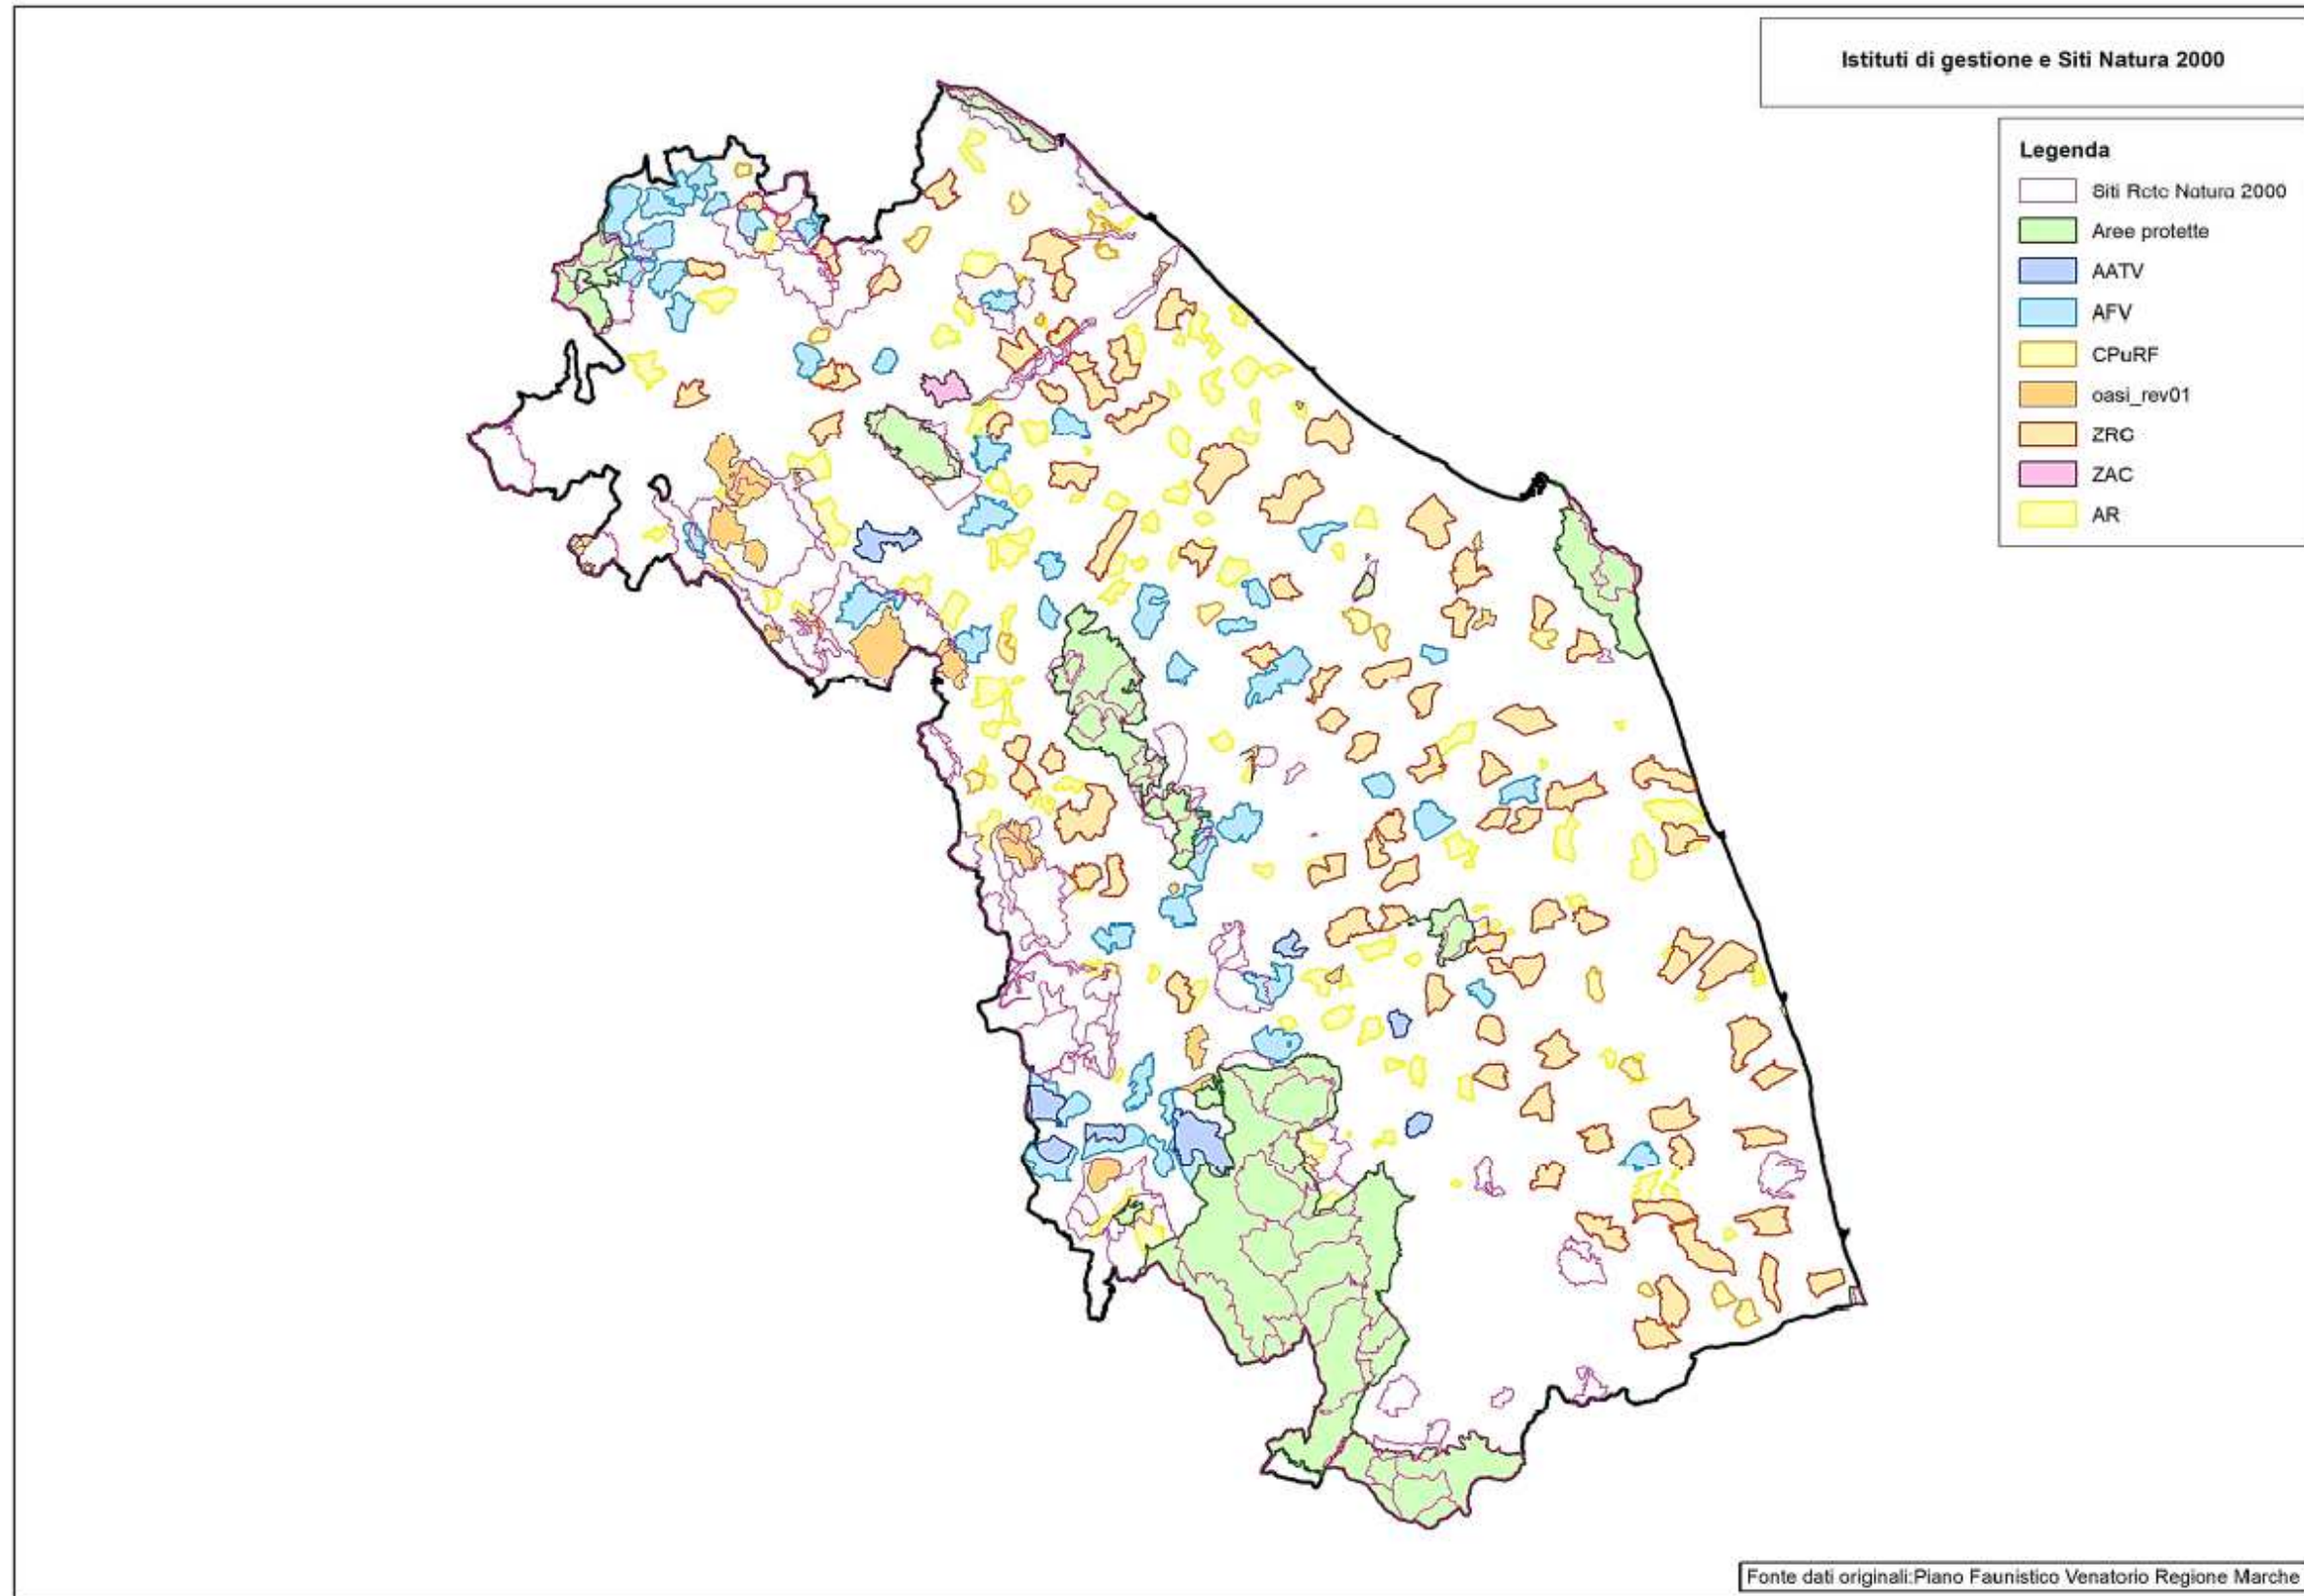 Istituti di gestione e Siti Natura 2000
Legenda
Siti Rete Natura 2000
Aree protette
AATV
AFV
CPuRF
oasi_rev01
ZRC
ZAC
AR
Fonte dati originali:Piano Faunistico Venatorio Regione Marche